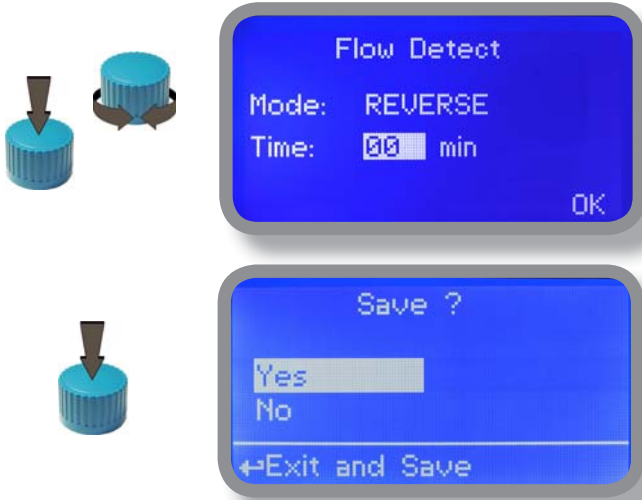 Flow Detect
Mode: REVERSE
Time: 00 min
OK
Save ?
Yes
No
↵Exit and Save